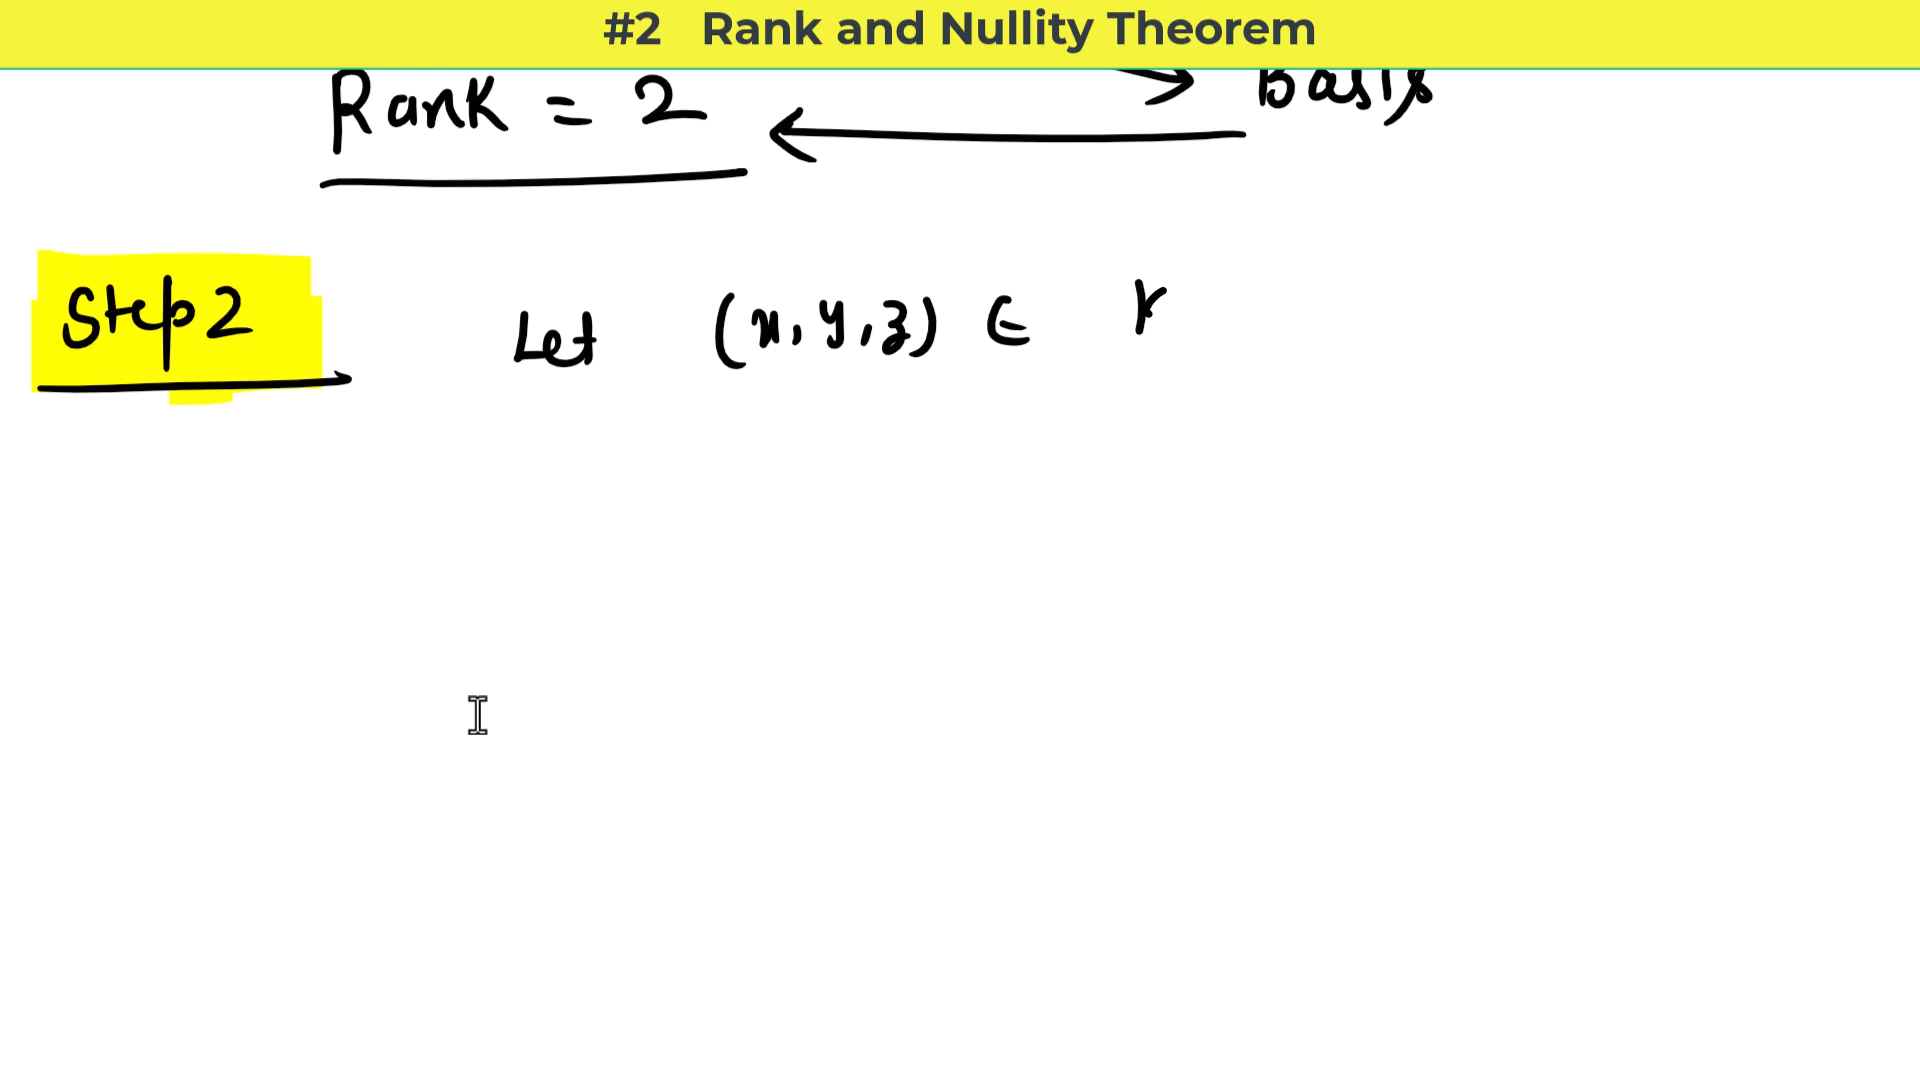 #2 Rank and Nullity Theorem
Basis
Rank = 2
Step 2 Let (x, y, z) ∈ K